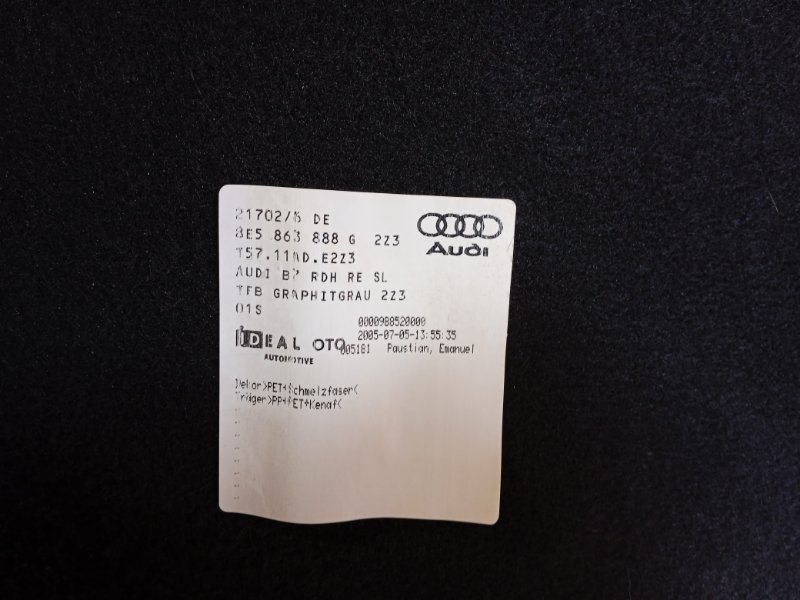 21702/5 DE
8E5 863 888 G 2Z3
Audi
T57.11AD.E2Z3
AUDI B7 RDH RE SL
TFB GRAPHITGRAU 2Z3
01S
0000988520000
2005-07-05-13:55:35
IDEAL OTO 005181 Paustian, Emanuel
AUTOMOTIVE
Dekor>PET+Schmelzfaser<
Träger>PP+PET+Kenaf<